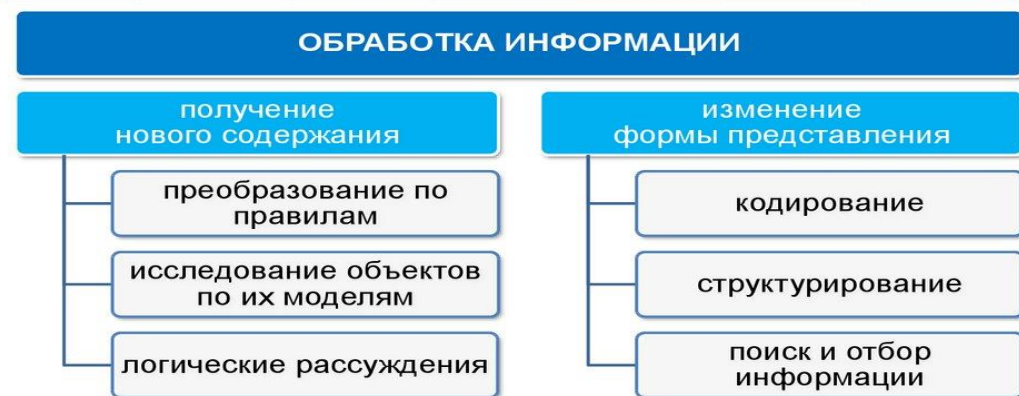 ОБРАБОТКА ИНФОРМАЦИИ
получение
нового содержания
преобразование по
правилам
исследование объектов
по их моделям
логические рассуждения
изменение
формы представления
кодирование
структурирование
поиск и отбор
информации